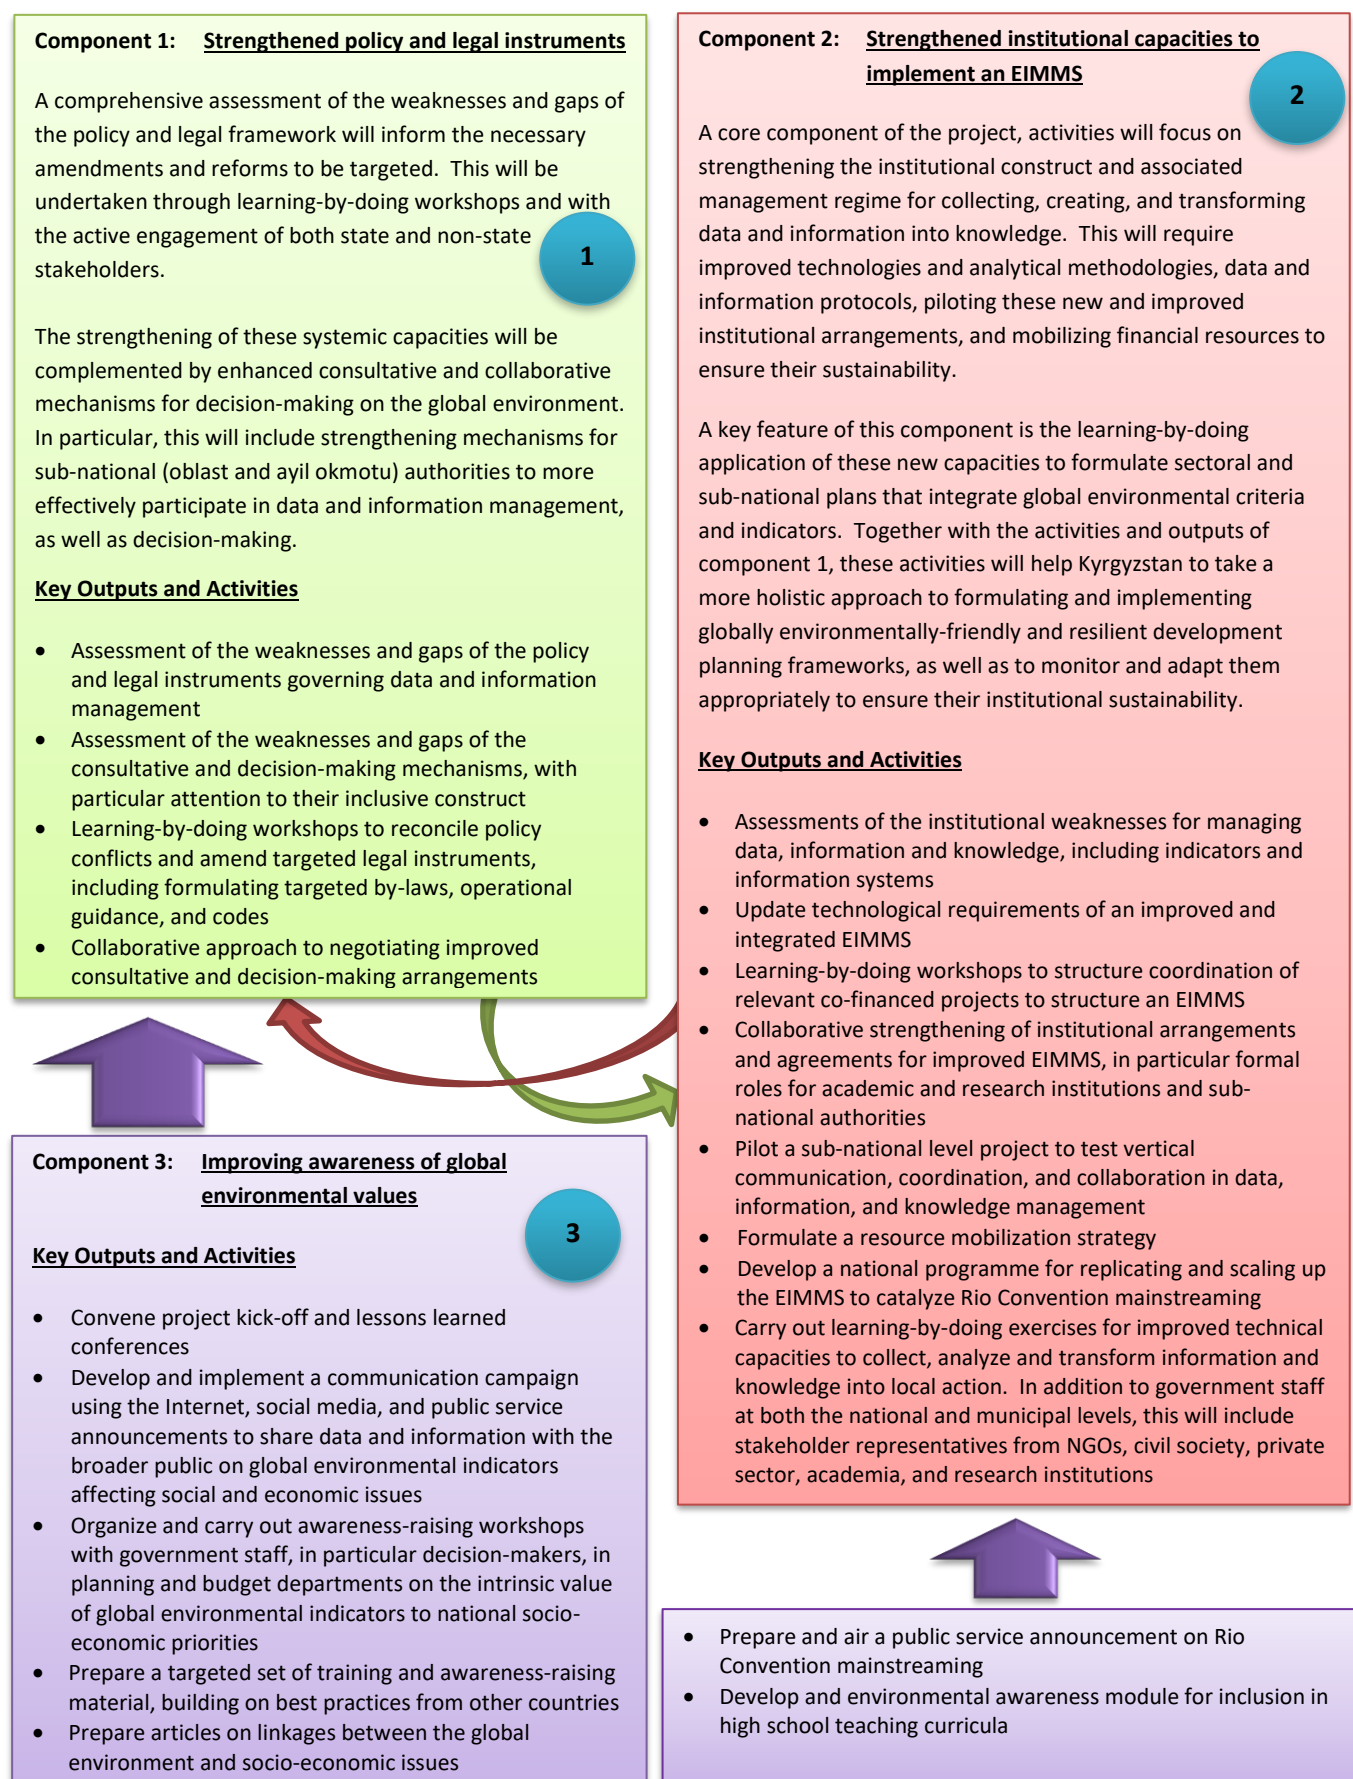 Component 1: Strengthened policy and legal instruments
A comprehensive assessment of the weaknesses and gaps of
the policy and legal framework will inform the necessary
amendments and reforms to be targeted. This will be
undertaken through learning-by-doing workshops and with
the active engagement of both state and non-state
stakeholders.
1
The strengthening of these systemic capacities will be
complemented by enhanced consultative and collaborative
mechanisms for decision-making on the global environment.
In particular, this will include strengthening mechanisms for
sub-national (oblast and ayil okmotu) authorities to more
effectively participate in data and information management,
as well as decision-making.
Key Outputs and Activities
• Assessment of the weaknesses and gaps of the policy
and legal instruments governing data and information
management
• Assessment of the weaknesses and gaps of the
consultative and decision-making mechanisms, with
particular attention to their inclusive construct
• Learning-by-doing workshops to reconcile policy
conflicts and amend targeted legal instruments,
including formulating targeted by-laws, operational
guidance, and codes
• Collaborative approach to negotiating improved
consultative and decision-making arrangements
Component 2: Strengthened institutional capacities to
implement an EIMMS
2
A core component of the project, activities will focus on
strengthening the institutional construct and associated
management regime for collecting, creating, and transforming
data and information into knowledge. This will require
improved technologies and analytical methodologies, data and
information protocols, piloting these new and improved
institutional arrangements, and mobilizing financial resources to
ensure their sustainability.
A key feature of this component is the learning-by-doing
application of these new capacities to formulate sectoral and
sub-national plans that integrate global environmental criteria
and indicators. Together with the activities and outputs of
component 1, these activities will help Kyrgyzstan to take a
more holistic approach to formulating and implementing
globally environmentally-friendly and resilient development
planning frameworks, as well as to monitor and adapt them
appropriately to ensure their institutional sustainability.
Key Outputs and Activities
• Assessments of the institutional weaknesses for managing
data, information and knowledge, including indicators and
information systems
• Update technological requirements of an improved and
integrated EIMMS
• Learning-by-doing workshops to structure coordination of
relevant co-financed projects to structure an EIMMS
• Collaborative strengthening of institutional arrangements
and agreements for improved EIMMS, in particular formal
roles for academic and research institutions and sub-
national authorities
• Pilot a sub-national level project to test vertical
communication, coordination, and collaboration in data,
information, and knowledge management
• Formulate a resource mobilization strategy
• Develop a national programme for replicating and scaling up
the EIMMS to catalyze Rio Convention mainstreaming
• Carry out learning-by-doing exercises for improved technical
capacities to collect, analyze and transform information and
knowledge into local action. In addition to government staff
at both the national and municipal levels, this will include
stakeholder representatives from NGOs, civil society, private
sector, academia, and research institutions
Component 3: Improving awareness of global
environmental values
3
Key Outputs and Activities
• Convene project kick-off and lessons learned
conferences
• Develop and implement a communication campaign
using the Internet, social media, and public service
announcements to share data and information with the
broader public on global environmental indicators
affecting social and economic issues
• Organize and carry out awareness-raising workshops
with government staff, in particular decision-makers, in
planning and budget departments on the intrinsic value
of global environmental indicators to national socio-
economic priorities
• Prepare a targeted set of training and awareness-raising
material, building on best practices from other countries
• Prepare articles on linkages between the global
environment and socio-economic issues
• Prepare and air a public service announcement on Rio
Convention mainstreaming
• Develop and environmental awareness module for inclusion in
high school teaching curricula